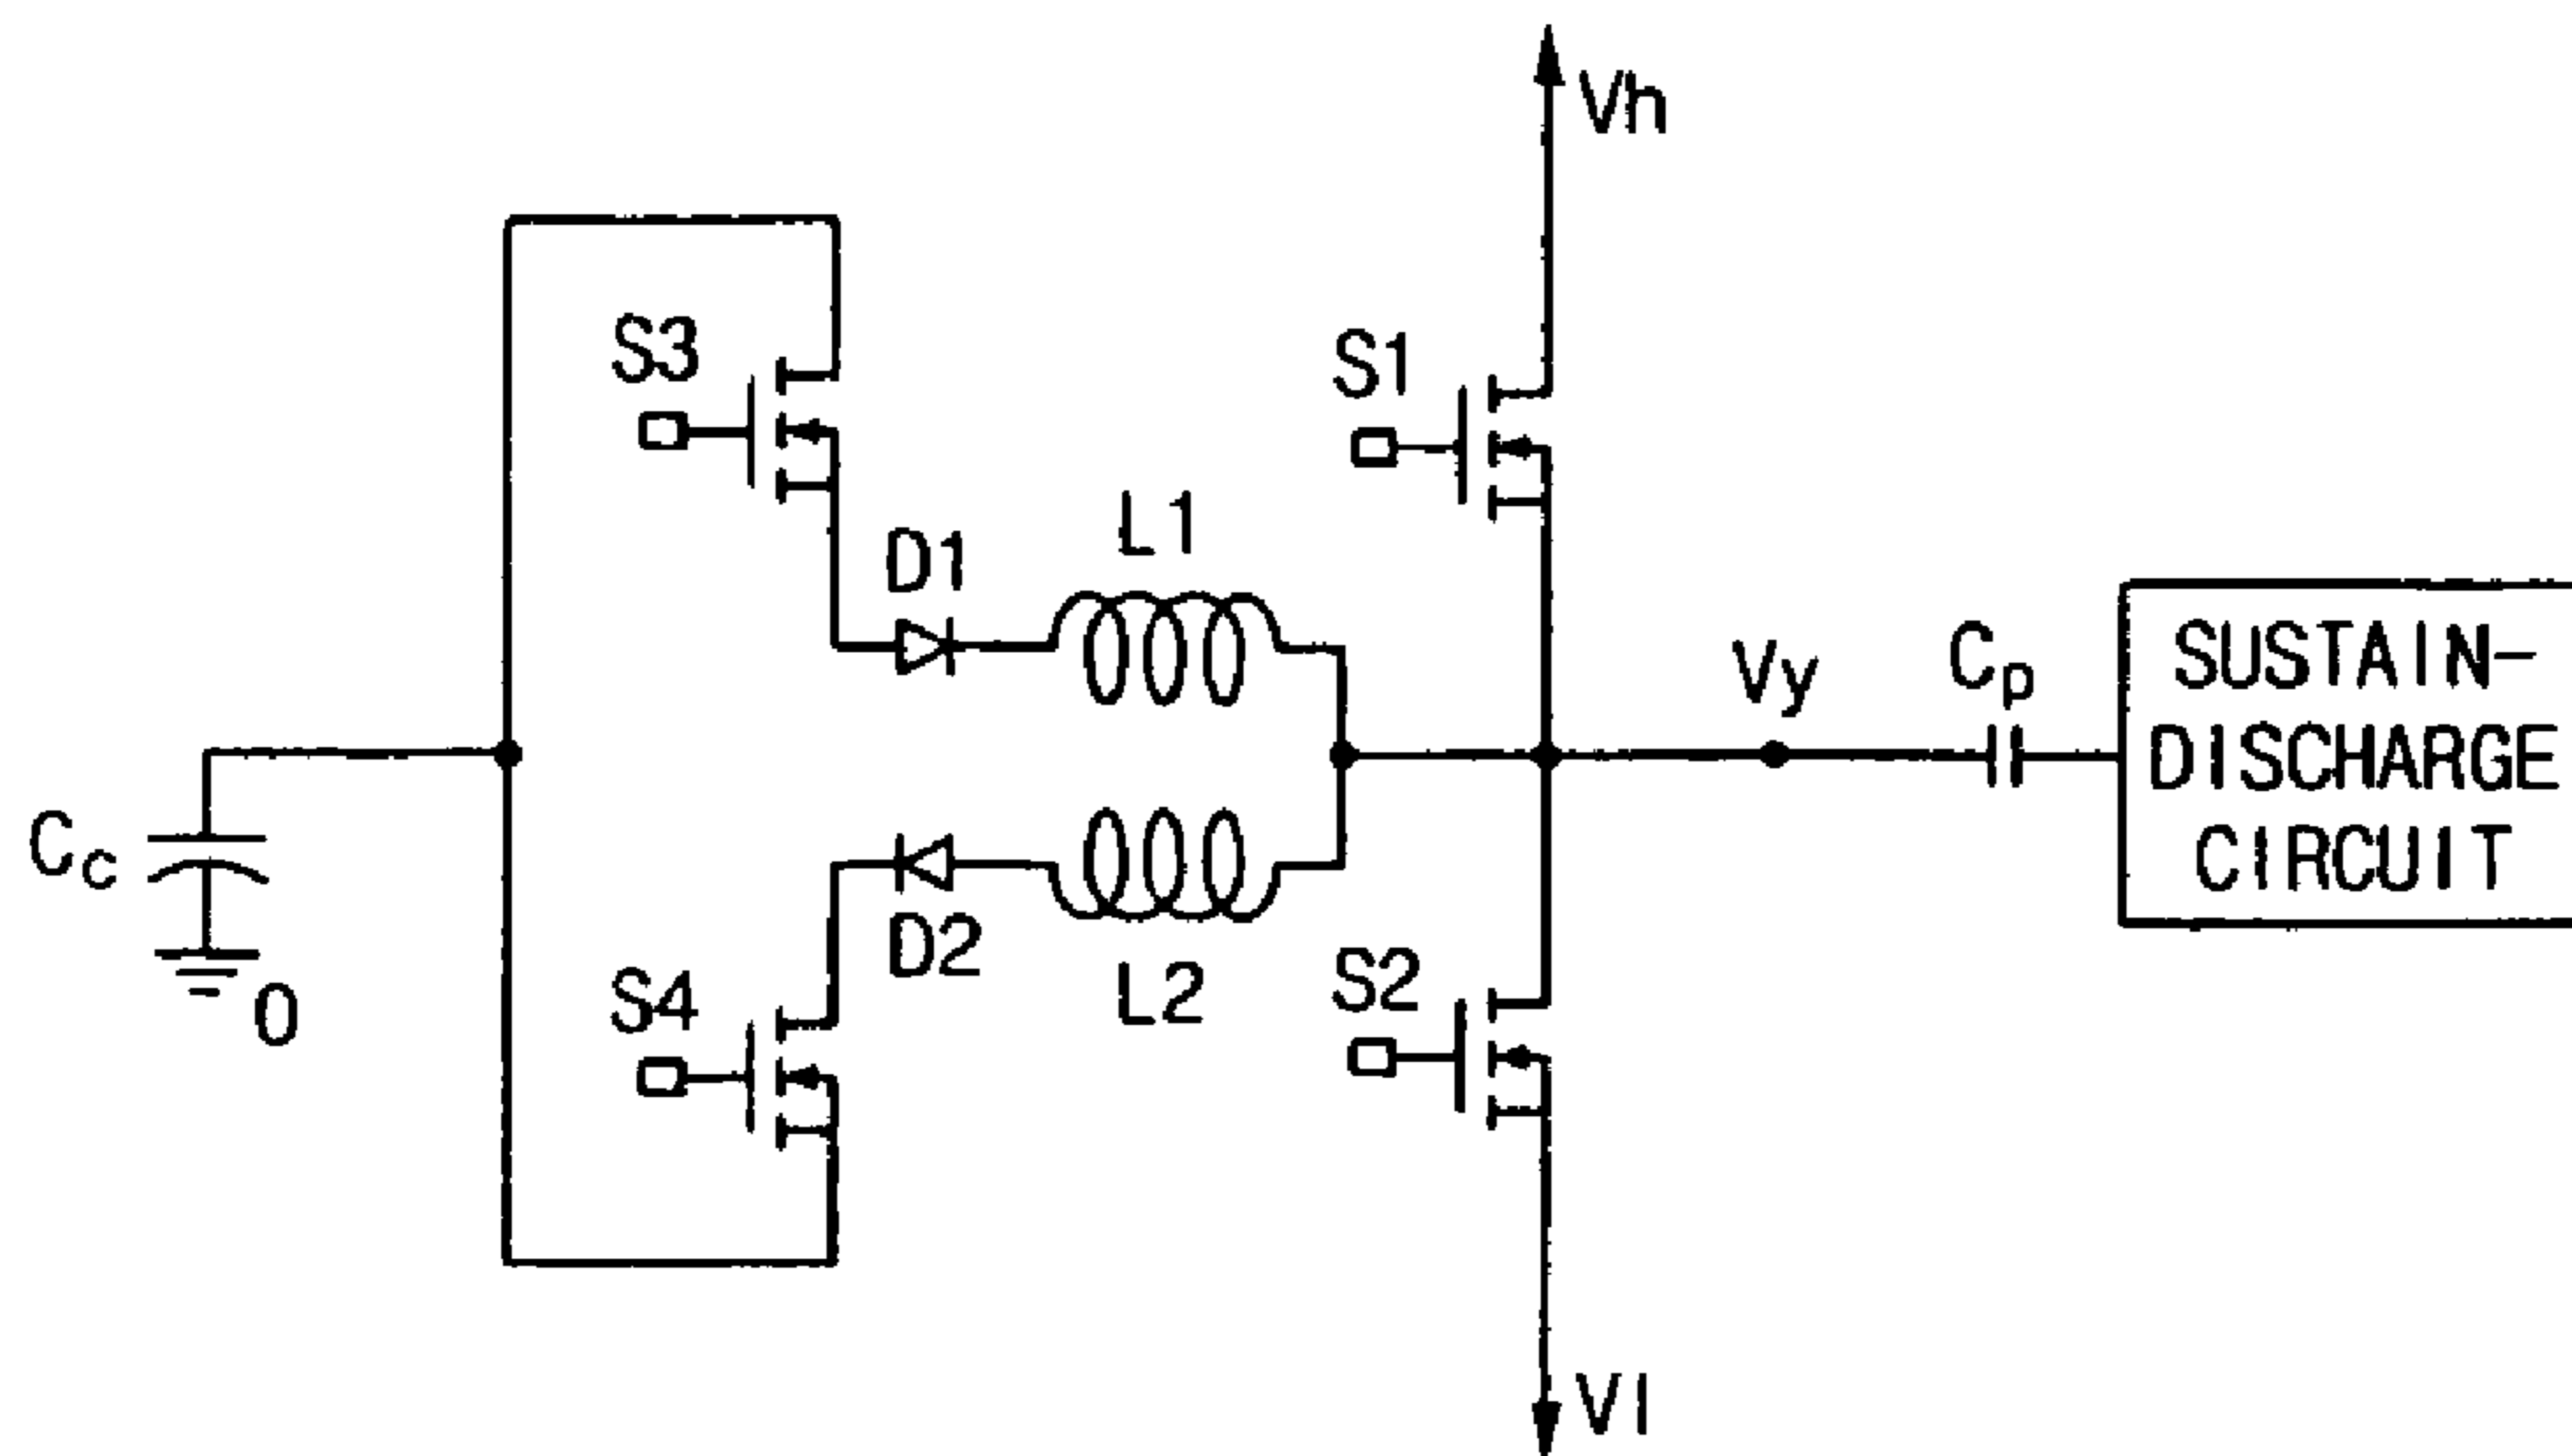 Vh
S3
S1
D1
L1
Vy
Cp
SUSTAIN-
DISCHARGE
CIRCUIT
Cc
0
D2
L2
S4
S2
Vl